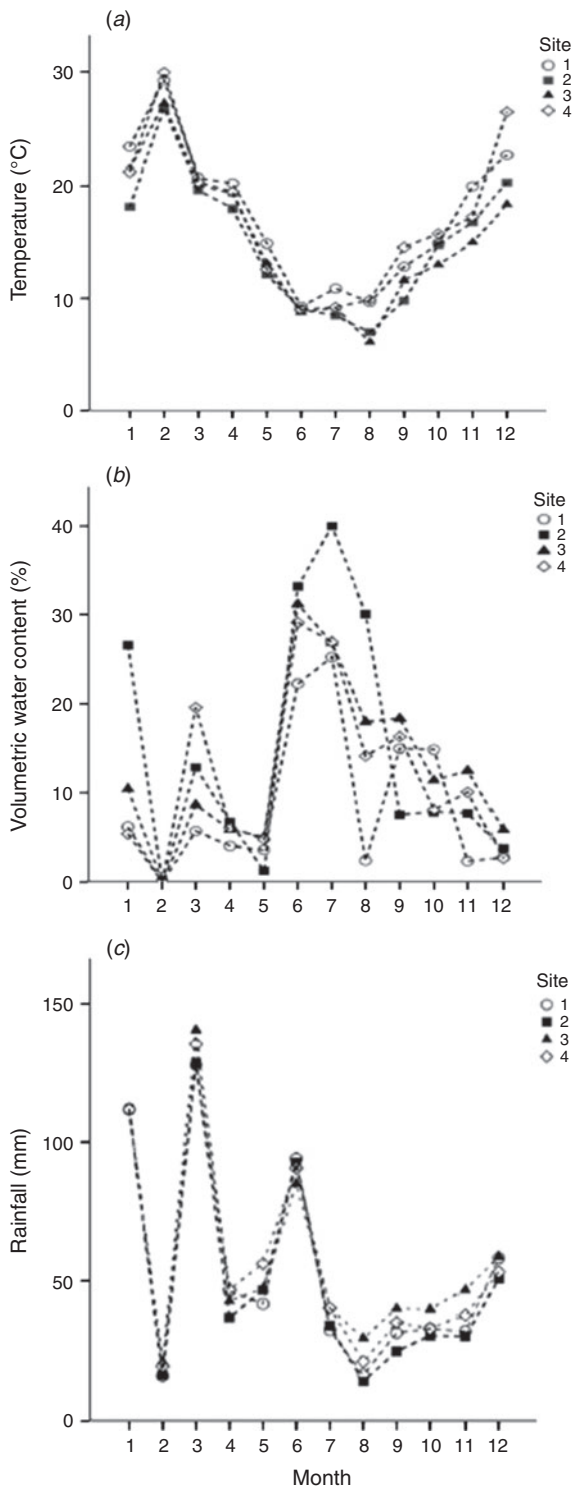 (a)
Site
1
2
3
4
Temperature (°C)
30
20
10
0
1 2 3 4 5 6 7 8 9 10 11 12
(b)
Site
1
2
3
4
Volumetric water content (%)
40
30
20
10
0
1 2 3 4 5 6 7 8 9 10 11 12
(c)
Site
1
2
3
4
Rainfall (mm)
150
100
50
0
1 2 3 4 5 6 7 8 9 10 11 12
Month